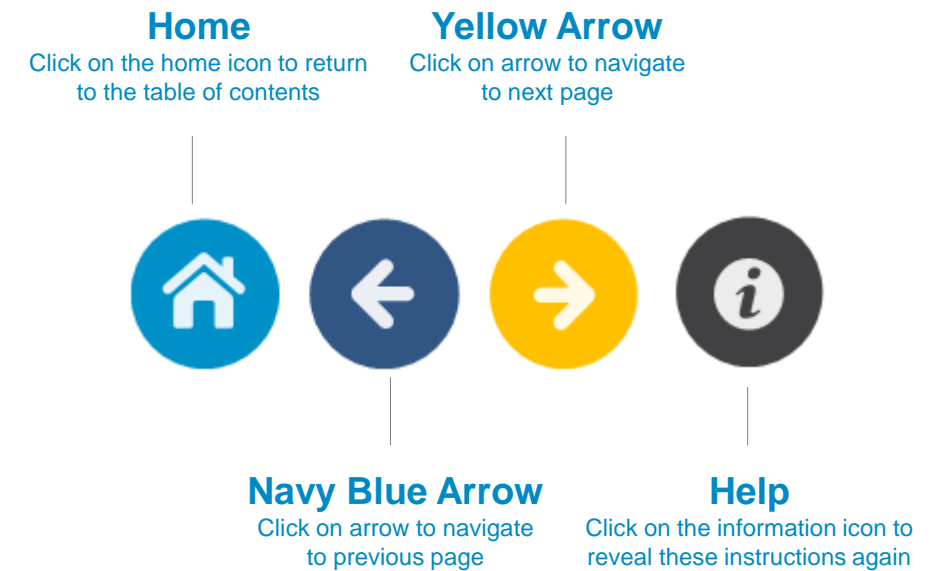 Home
Click on the home icon to return
to the table of contents
Yellow Arrow
Click on arrow to navigate
to next page
i
Navy Blue Arrow
Click on arrow to navigate
to previous page
Help
Click on the information icon to
reveal these instructions again